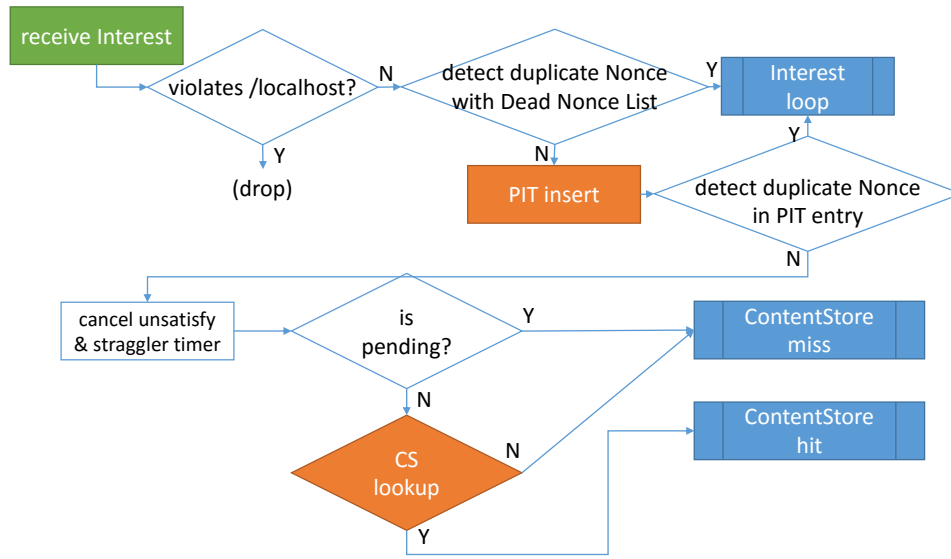 receive Interest
violates /localhost?
N
Y
(drop)
detect duplicate Nonce
with Dead Nonce List
Y
N
Interest
loop
PIT insert
Y
detect duplicate Nonce
in PIT entry
N
cancel unsatisfy
& straggler timer
is
pending?
Y
N
ContentStore
miss
CS
lookup
N
Y
ContentStore
hit